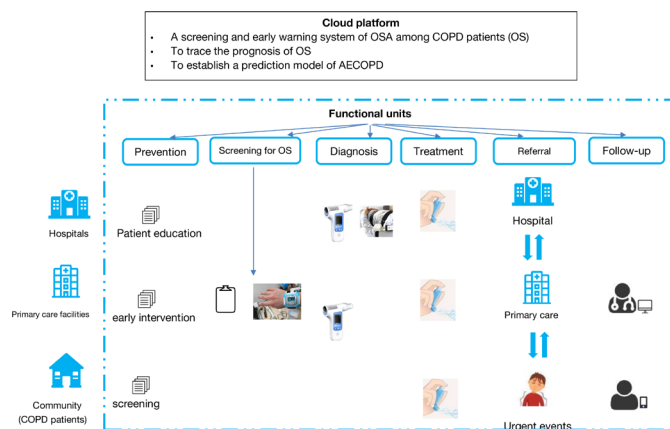 Cloud platform
• A screening and early warning system of OSA among COPD patients (OS)
• To trace the prognosis of OS
• To establish a prediction model of AECOPD
Functional units
Prevention
Screening for OS
Diagnosis
Treatment
Referral
Follow-up
Hospitals
Patient education
Hospital
Primary care facilities
early intervention
Primary care
Community
(COPD patients)
screening
Urgent events